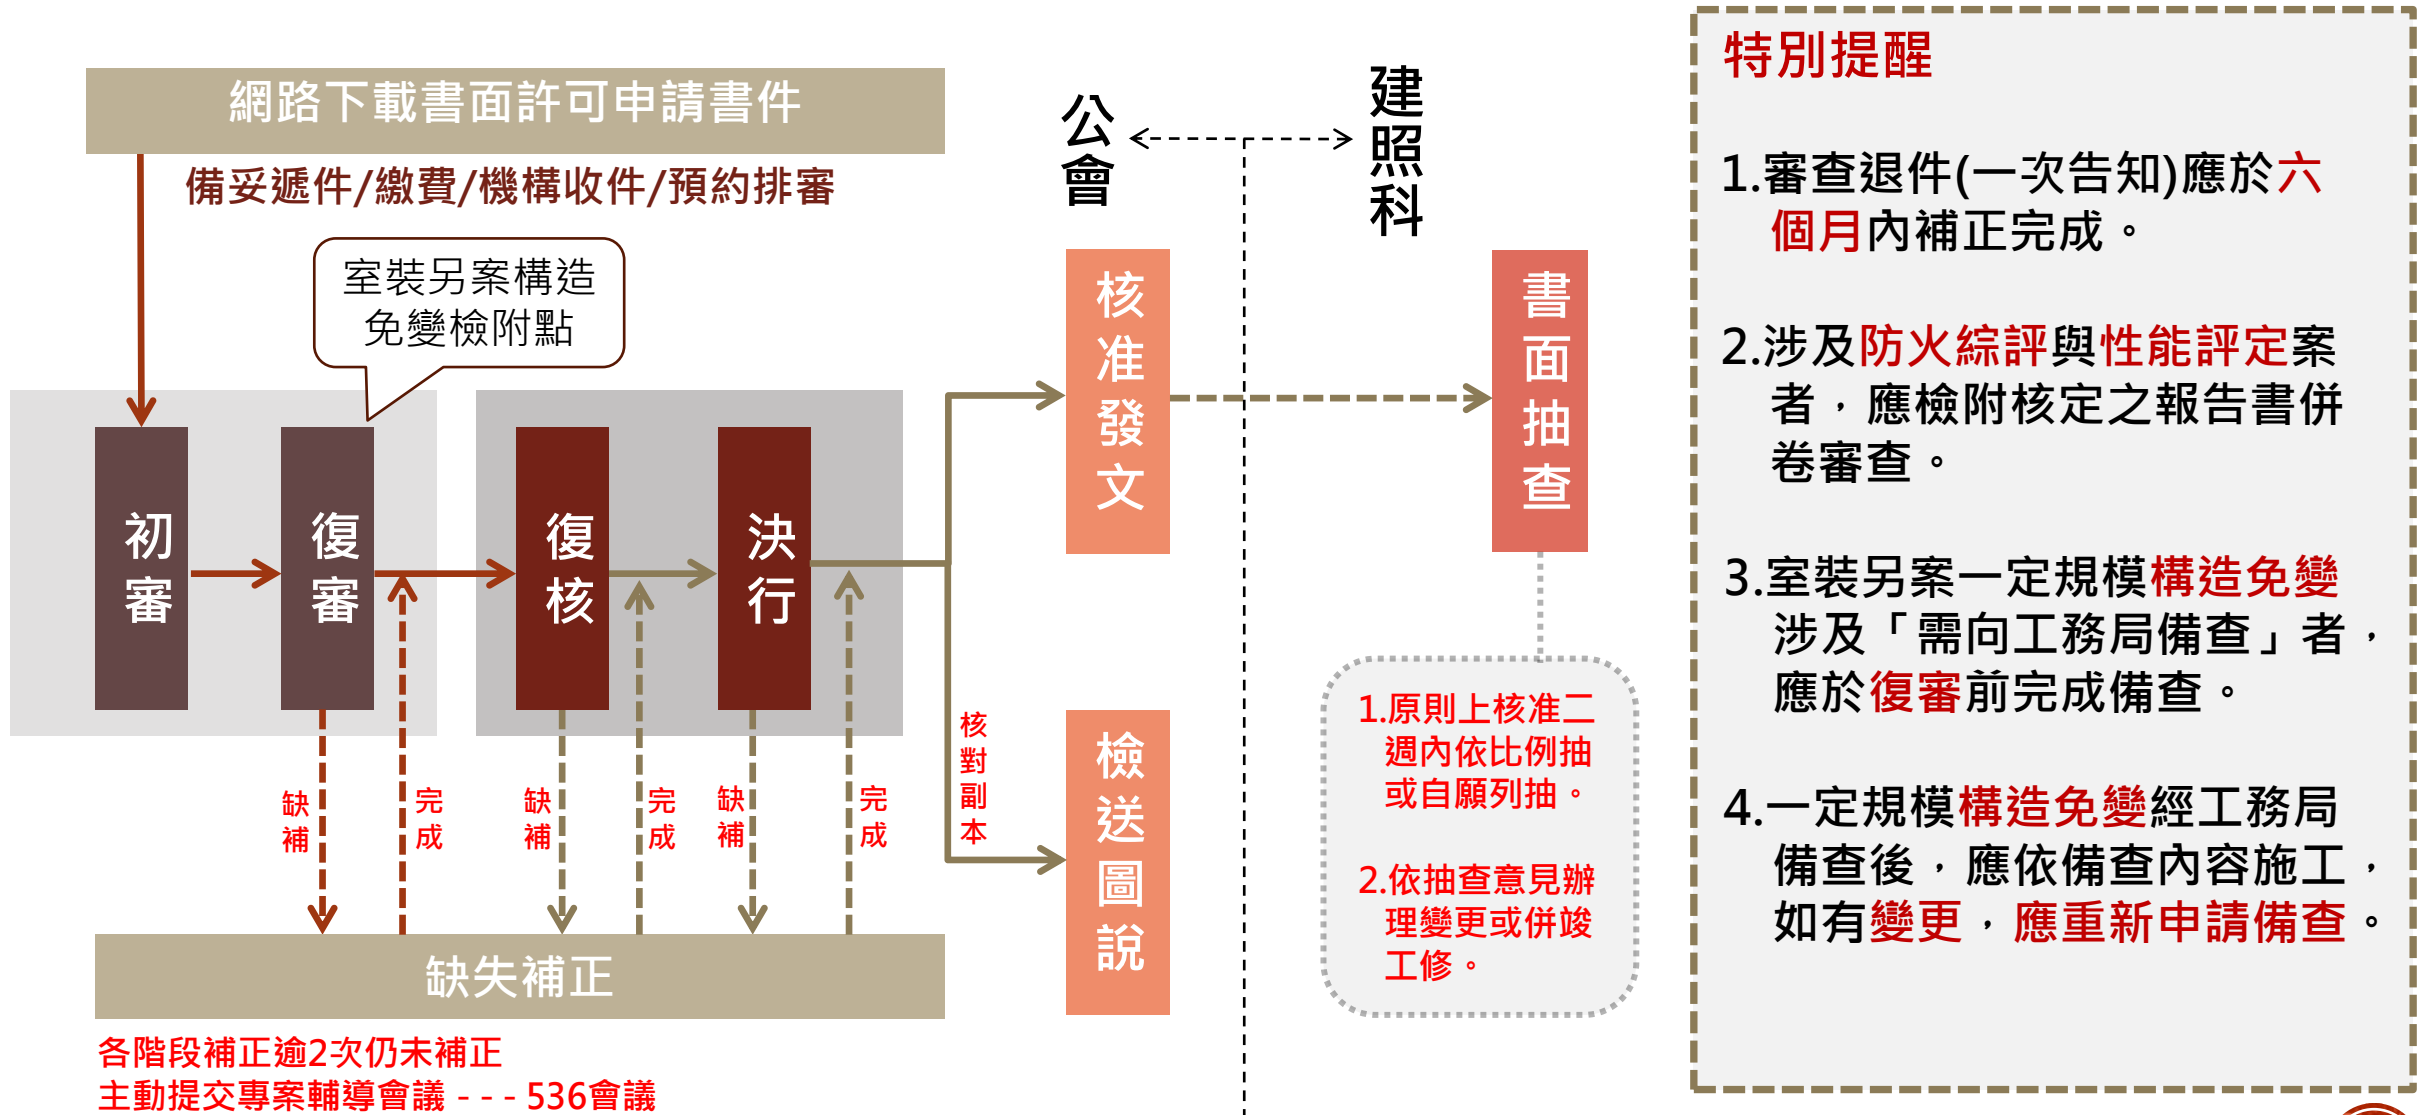 網路下載書面許可申請書件
備妥遞件/繳費/機構收件/預約排審
室裝另案構造
免變檢附點
初審
復審
復核
決行
缺補
完成
缺補
完成
缺補
完成
核對副本
缺失補正
各階段補正逾2次仍未補正
主動提交專案輔導會議 - - - 536會議
公會
建照科
核准發文
檢送圖說
書面抽查
1.原則上核准二
週內依比例抽
或自願列抽。
2.依抽查意見辦
理變更或併竣
工修。
特別提醒
1.審查退件(一次告知)應於六
個月內補正完成。
2.涉及防火綜評與性能評定案
者，應檢附核定之報告書併
卷審查。
3.室裝另案一定規模構造免變
涉及「需向工務局備查」者，
應於復審前完成備查。
4.一定規模構造免變經工務局
備查後，應依備查內容施工，
如有變更，應重新申請備查。